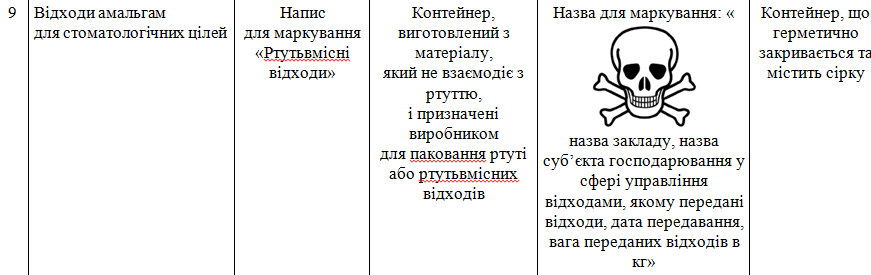 9
Відходи амальгам
для стоматологічних цілей
Напис
для маркування
«Ртутьвмісні
відходи»
Контейнер,
виготовлений з
матеріалу,
який не взаємодіє з
ртуттю,
і призначені
виробником
для паковання ртуті
або ртутьвмісних
відходів
Назва для маркування: «
назва закладу, назва
суб’єкта господарювання у
сфері управління
відходами, якому передані
відходи, дата передавання,
вага переданих відходів в
кг»
Контейнер, що
герметично
закривається та
містить сірку